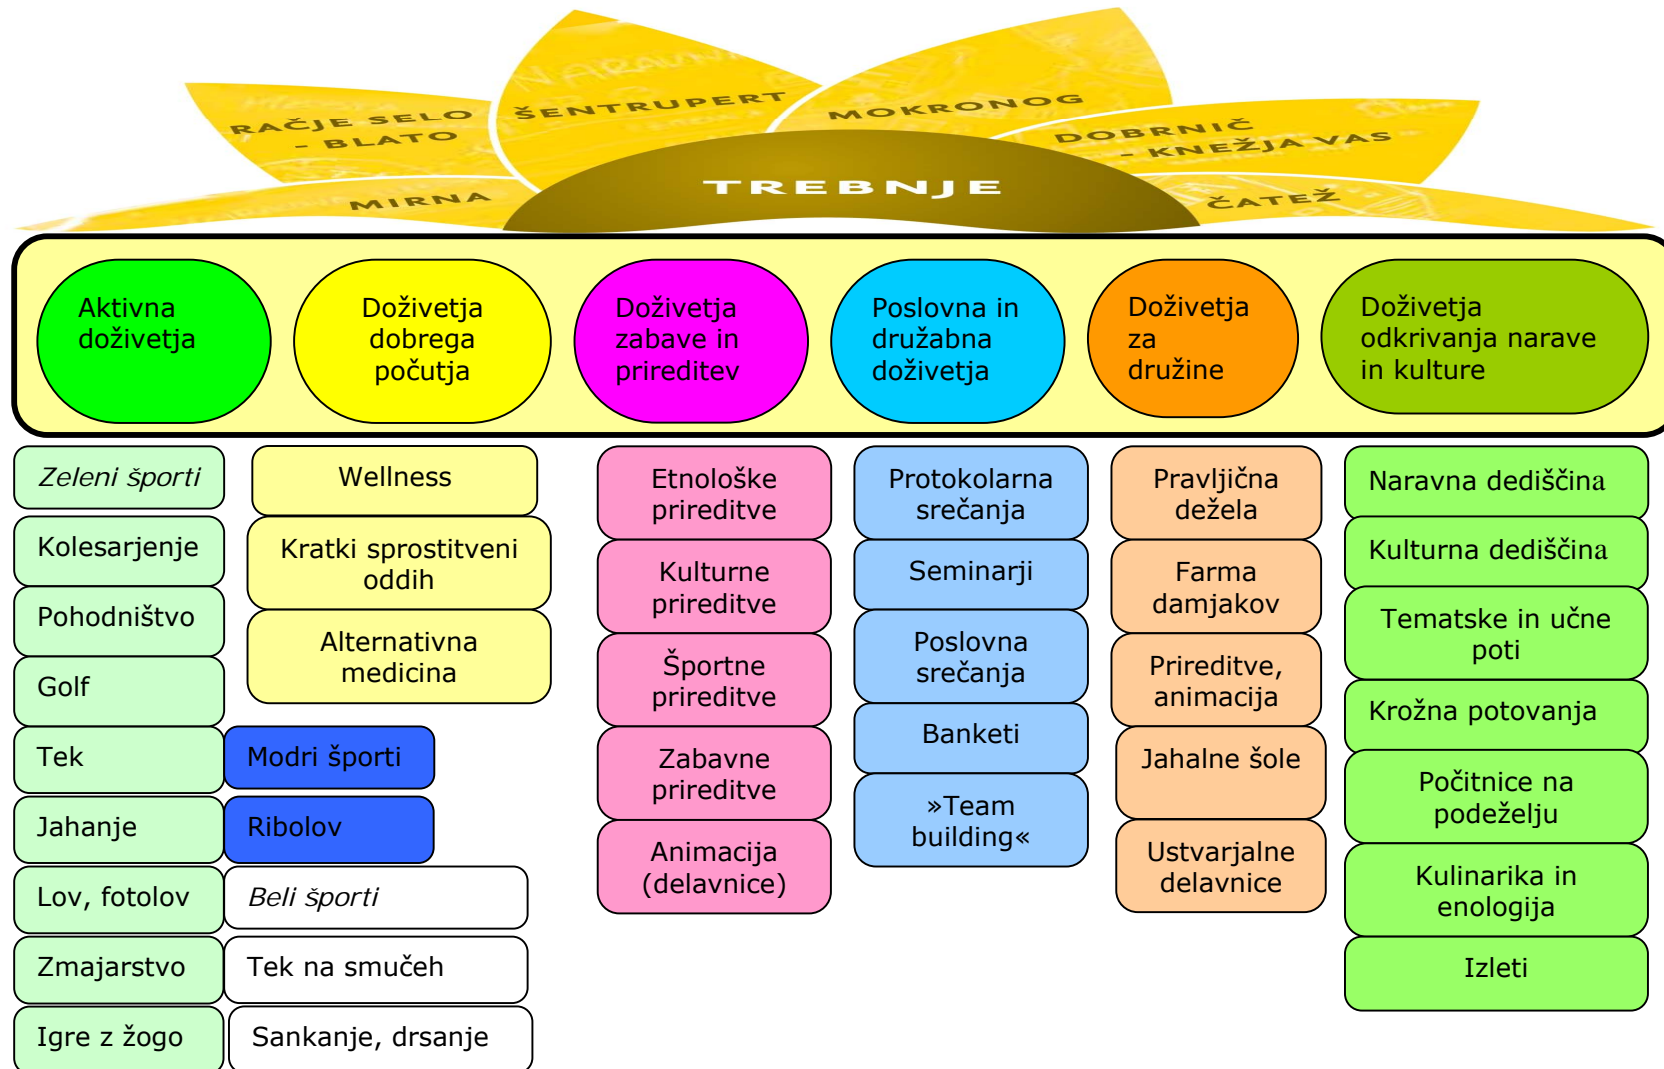 RAČJE SELO
- BLATO
ŠENTRUPERT
MOKRONOG
DOBRNIČ
- KNEŽJA VAS
MIRNA
TREBNJE
ČATEŽ
Aktivna
doživetja
Doživetja
dobrega
počutja
Doživetja
zabave in
prireditev
Poslovna in
družabna
doživetja
Doživetja
za
družine
Doživetja
odkrivanja narave
in kulture
Zeleni športi
Kolesarjenje
Pohodništvo
Golf
Tek
Jahanje
Lov, fotolov
Zmajarstvo
Igre z žogo
Wellness
Kratki sprostitveni
oddih
Alternativna
medicina
Modri športi
Ribolov
Beli športi
Tek na smučeh
Sankanje, drsanje
Etnološke
prireditve
Kulturne
prireditve
Športne
prireditve
Zabavne
prireditve
Animacija
(delavnice)
Protokolarna
srečanja
Seminarji
Poslovna
srečanja
Banketi
»Team
building«
Pravljična
dežela
Farma
damjakov
Prireditve,
animacija
Jahalne šole
Ustvarjalne
delavnice
Naravna dediščina
Kulturna dediščina
Tematske in učne
poti
Krožna potovanja
Počitnice na
podeželju
Kulinarika in
enologija
Izleti